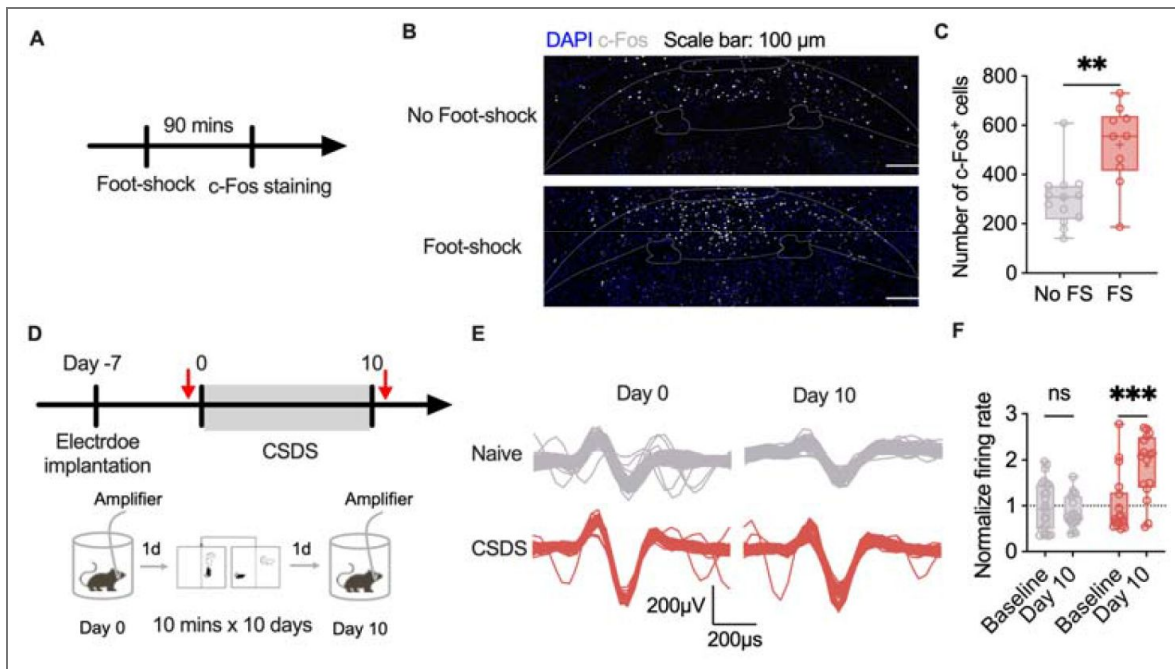 A
90 mins
Foot-shock
c-Fos staining
B
DAPI c-Fos Scale bar: 100 µm
No Foot-shock
Foot-shock
C
**
Number of c-Fos+ cells
800
600
400
200
0
No FS
FS
D
Day -7
0
10
Electrdoe
implantation
CSDS
Amplifier
Amplifier
1d
1d
Day 0
10 mins x 10 days
Day 10
E
Day 0
Day 10
Naive
CSDS
200µV
200µs
F
ns
***
Normalize firing rate
3
2
1
0
Baseline
Day 10
Baseline
Day 10